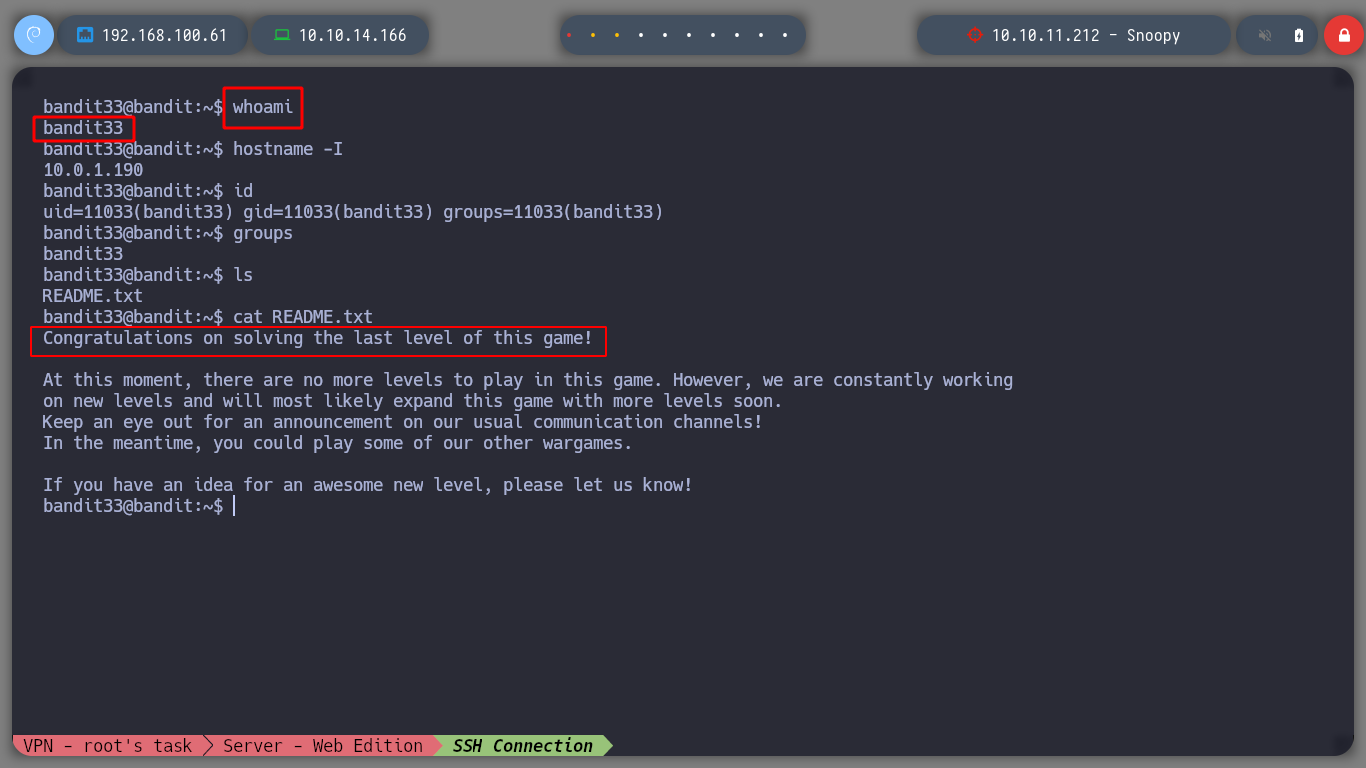 192.168.100.61
10.10.14.166
10.10.11.212 - Snoopy
bandit33@bandit:~$ whoami
bandit33
bandit33@bandit:~$ hostname -I
10.0.1.190
bandit33@bandit:~$ id
uid=11033(bandit33) gid=11033(bandit33) groups=11033(bandit33)
bandit33@bandit:~$ groups
bandit33
bandit33@bandit:~$ ls
README.txt
bandit33@bandit:~$ cat README.txt
Congratulations on solving the last level of this game!
At this moment, there are no more levels to play in this game. However, we are constantly working
on new levels and will most likely expand this game with more levels soon.
Keep an eye out for an announcement on our usual communication channels!
In the meantime, you could play some of our other wargames.
If you have an idea for an awesome new level, please let us know!
bandit33@bandit:~$
VPN - root's task
Server - Web Edition
SSH Connection